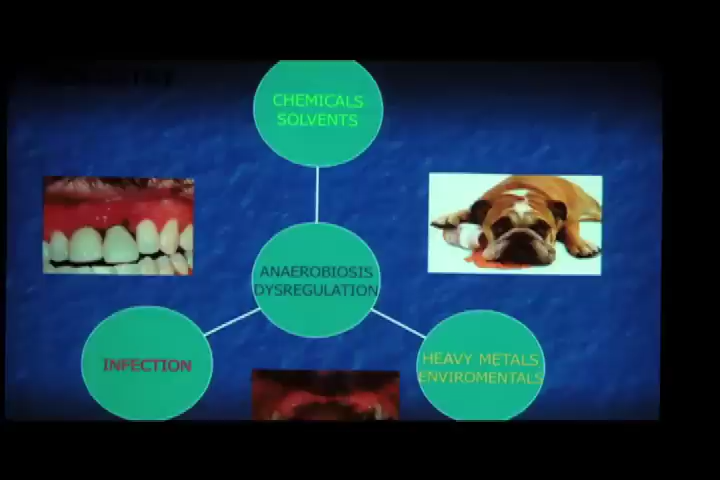 CHEMICALS
SOLVENTS
ANAEROBIOSIS
DYSREGULATION
INFECTION
HEAVY METALS
ENVIROMENTALS